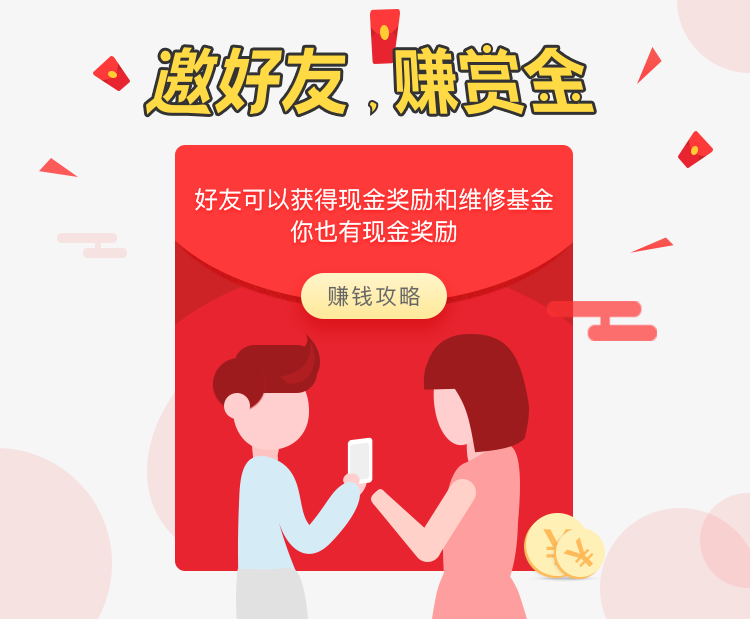 邀好友，赚赏金
好友可以获得现金奖励和维修基金
你也有现金奖励
赚钱攻略
¥
¥